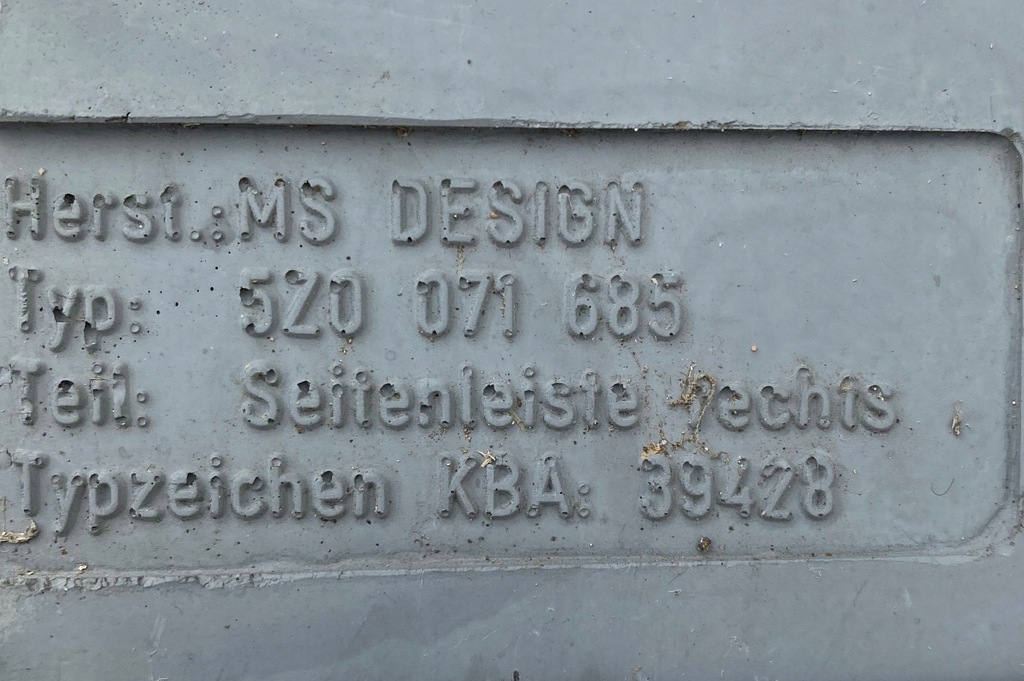 Herst.: MS DESIGN
Typ: 5Z0 071 685
Teil: Seitenleiste rechts
Typzeichen KBA: 39428